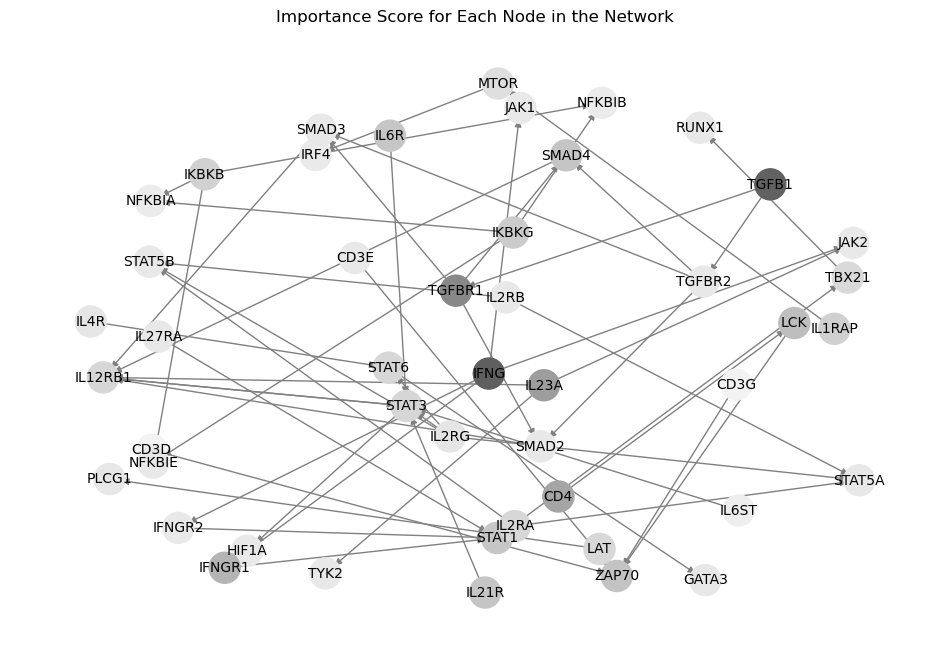 Importance Score for Each Node in the Network
MTOR
JAK1
NFKBIB
SMAD3
IL6R
RUNX1
IRF4
SMAD4
IKBKB
TGFB1
NFKBIA
IKBKG
JAK2
STAT5B
CD3E
TBX21
TGFBR2
TGFBR1
IL2RB
IL4R
LCK
IL1RAP
IL27RA
STAT6
IFNG
IL12RB1
IL23A
CD3G
STAT3
IL2RG
SMAD2
CD3D
NFKBIE
PLCG1
STAT5A
CD4
IL6ST
IFNGR2
IL2RA
STAT1
HIF1A
LAT
IFNGR1
TYK2
ZAP70
GATA3
IL21R